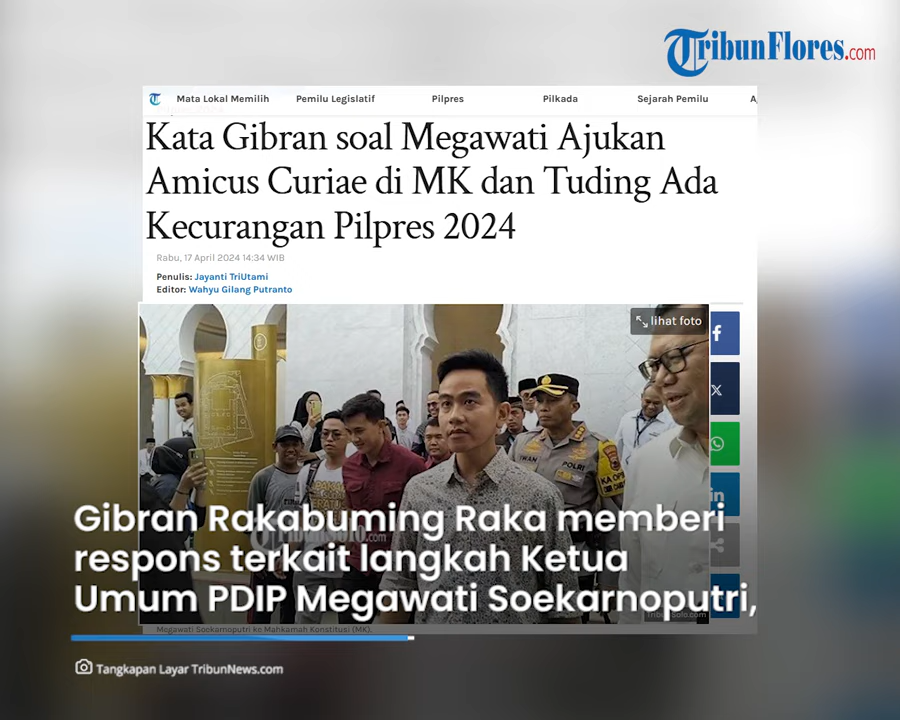 TribunFlores.com
Mata Lokal Memilih Pemilu Legislatif Pilpres Pilkada Sejarah Pemilu
Kata Gibran soal Megawati Ajukan
Amicus Curiae di MK dan Tuding Ada
Kecurangan Pilpres 2024
Rabu, 17 April 2024 14:34 WIB
Penulis: Jayanti TriUtami
Editor: Wahyu Gilang Putranto
lihat foto
IWAN
POLRI
Gibran Rakabuming Raka memberi
respons terkait langkah Ketua
Umum PDIP Megawati Soekarnoputri,
TribunSolo.com
Megawati Soekarnoputri ke Mahkamah Konstitusi (MK).
Tangkapan Layar TribunNews.com